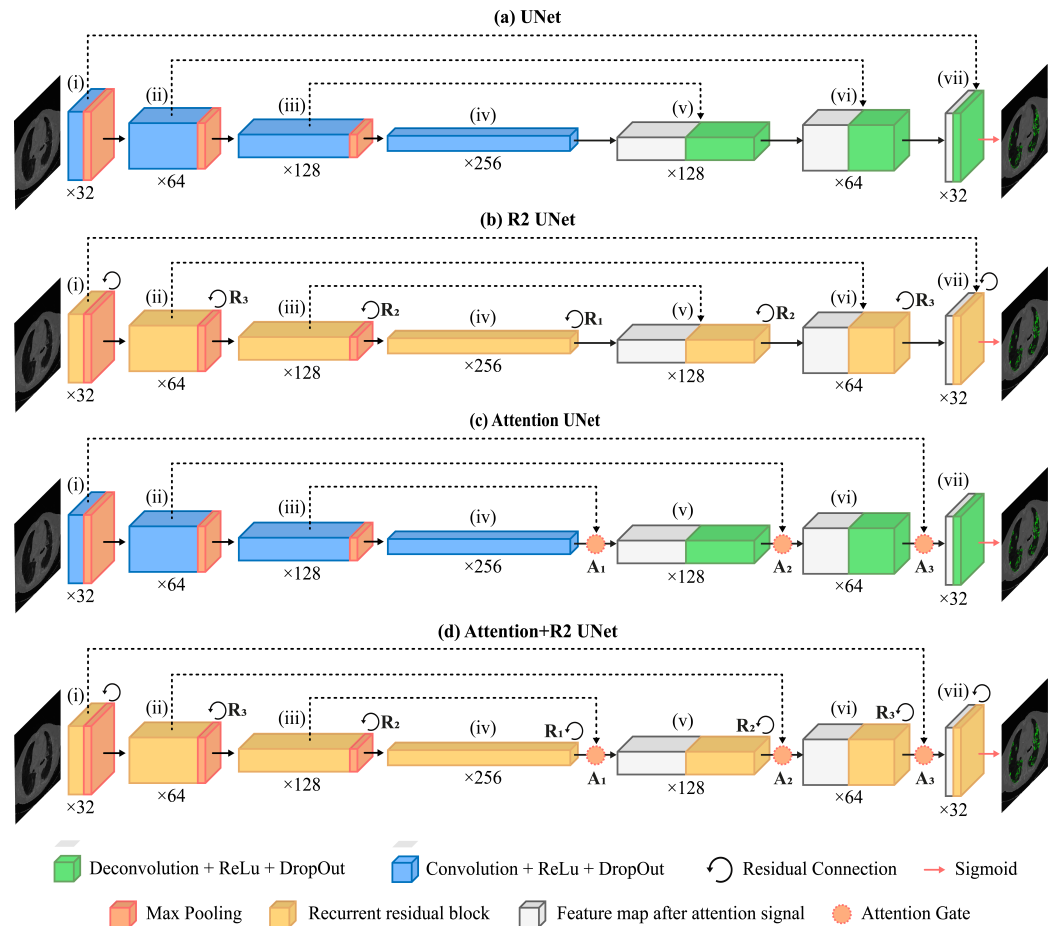 (a) UNet
(i) (ii) (iii) (iv) (v) (vi) (vii)
×32 ×64 ×128 ×256 ×128 ×64 ×32
(b) R2 UNet
(i) (ii) R₃ (iii) R₂ (iv) R₁ (v) R₂ (vi) R₃ (vii)
×32 ×64 ×128 ×256 ×128 ×64 ×32
(c) Attention UNet
(i) (ii) (iii) (iv) (v) (vi) (vii)
A₁ A₂ A₃
×32 ×64 ×128 ×256 ×128 ×64 ×32
(d) Attention+R2 UNet
(i) (ii) R₃ (iii) R₂ (iv) R₁ (v) R₂ (vi) R₃ (vii)
A₁ A₂ A₃
×32 ×64 ×128 ×256 ×128 ×64 ×32
Deconvolution + ReLu + DropOut Convolution + ReLu + DropOut Residual Connection Sigmoid
Max Pooling Recurrent residual block Feature map after attention signal Attention Gate